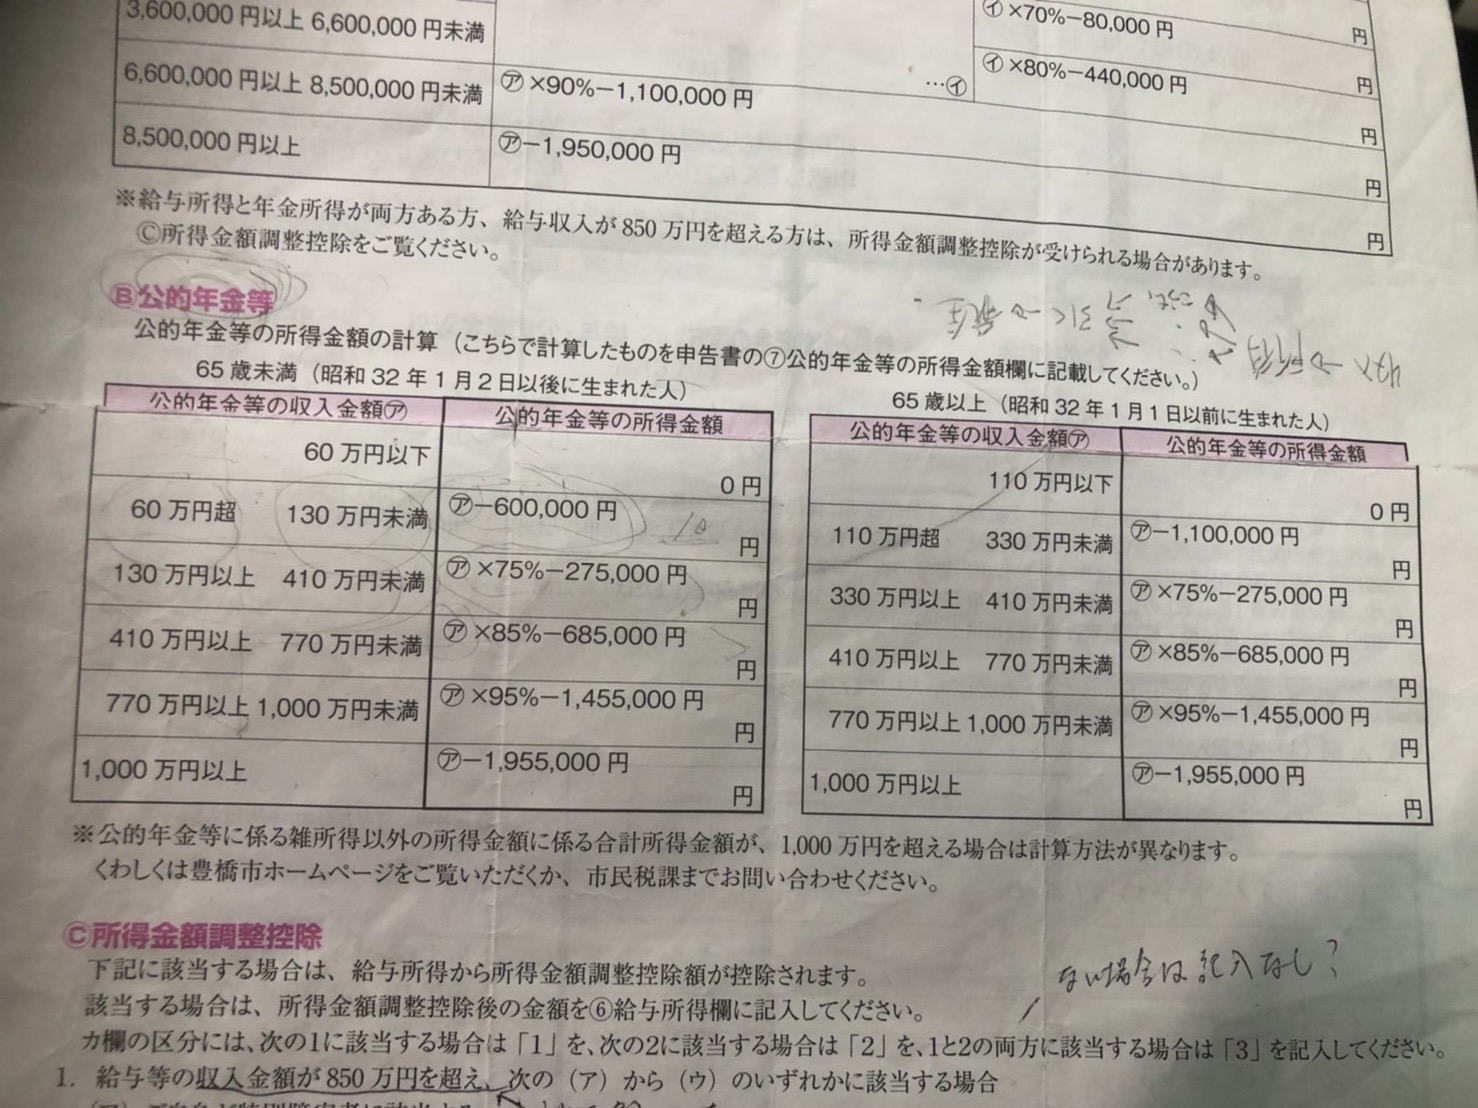 3,600,000 円以上 6,600,000 円未満
㋑×70%−80,000 円
円
6,600,000 円以上 8,500,000 円未満
㋐×90%−1,100,000 円
…㋑
㋑×80%−440,000 円
円
円
8,500,000 円以上
㋐−1,950,000 円
円
円
※給与所得と年金所得が両方ある方、給与収入が 850 万円を超える方は、所得金額調整控除が受けられる場合があります。
Ⓒ所得金額調整控除をご覧ください。
Ⓑ公的年金等
公的年金等の所得金額の計算（こちらで計算したものを申告書の⑦公的年金等の所得金額欄に記載してください。）
収入→所得
65 歳未満（昭和 32 年 1 月 2 日以後に生まれた人）
公的年金等の収入金額㋐ 公的年金等の所得金額
60 万円以下
0 円
60 万円超 130 万円未満 ㋐−600,000 円
10
円
130 万円以上 410 万円未満 ㋐×75%−275,000 円
円
410 万円以上 770 万円未満 ㋐×85%−685,000 円
円
770 万円以上 1,000 万円未満 ㋐×95%−1,455,000 円
円
1,000 万円以上 ㋐−1,955,000 円
円
65 歳以上（昭和 32 年 1 月 1 日以前に生まれた人）
公的年金等の収入金額㋐ 公的年金等の所得金額
110 万円以下
0 円
110 万円超 330 万円未満 ㋐−1,100,000 円
円
330 万円以上 410 万円未満 ㋐×75%−275,000 円
円
410 万円以上 770 万円未満 ㋐×85%−685,000 円
円
770 万円以上 1,000 万円未満 ㋐×95%−1,455,000 円
円
1,000 万円以上 ㋐−1,955,000 円
円
※公的年金等に係る雑所得以外の所得金額に係る合計所得金額が、1,000 万円を超える場合は計算方法が異なります。
くわしくは豊橋市ホームページをご覧いただくか、市民税課までお問い合わせください。
Ⓒ所得金額調整控除
下記に該当する場合は、給与所得から所得金額調整控除額が控除されます。
ない場合は記入なし？
該当する場合は、所得金額調整控除後の金額を⑥給与所得欄に記入してください。
カ欄の区分には、次の1に該当する場合は「1」を、次の2に該当する場合は「2」を、1と2の両方に該当する場合は「3」を記入してください。
1. 給与等の収入金額が 850 万円を超え、次の（ア）から（ウ）のいずれかに該当する場合